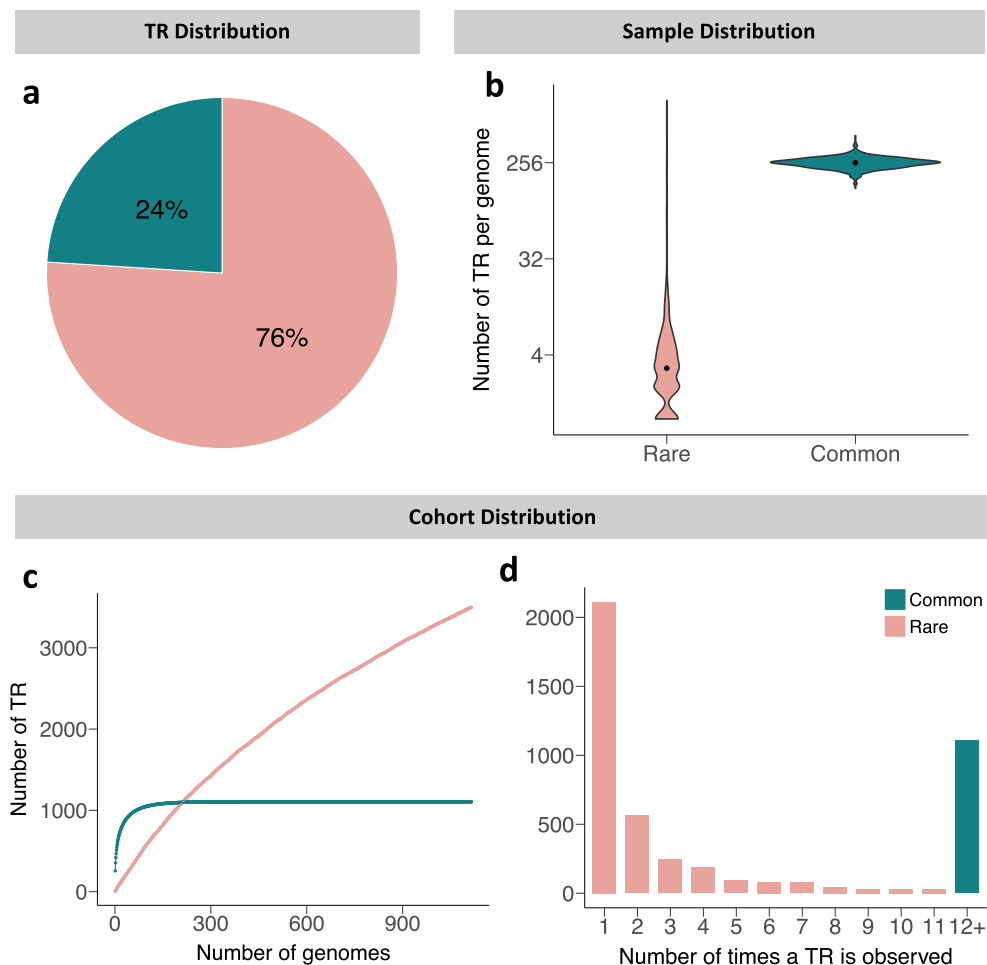 TR Distribution
Sample Distribution
a
24%
76%
b
Number of TR per genome
256
32
4
Rare
Common
Cohort Distribution
c
Number of TR
3000
2000
1000
0
0 300 600 900
Number of genomes
d
Common
Rare
2000
1500
1000
500
0
1 2 3 4 5 6 7 8 9 10 11 12+
Number of times a TR is observed